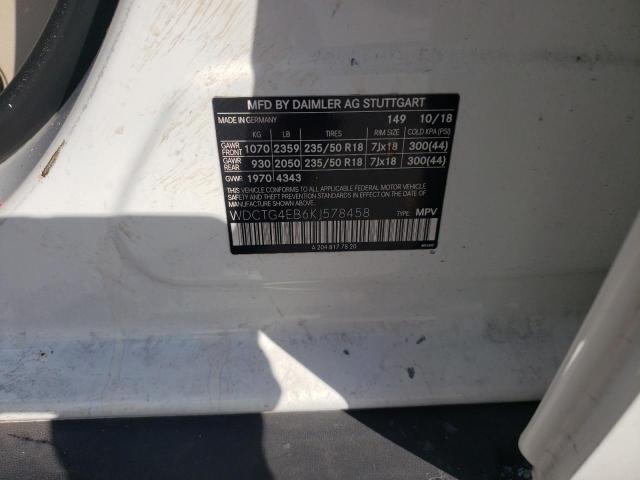 MFD BY DAIMLER AG STUTTGART
MADE IN GERMANY 149 10/18
KG LB TIRES RIM SIZE COLD KPA (PSI)
GAWR FRONT 1070 2359 235/50 R18 7Jx18 300(44)
GAWR REAR 930 2050 235/50 R18 7Jx18 300(44)
GVWR 1970 4343
THIS VEHICLE CONFORMS TO ALL APPLICABLE FEDERAL MOTOR VEHICLE
SAFETY AND THEFT PREVENTION STANDARDS IN EFFECT ON THE DATE OF
MANUFACTURE SHOWN ABOVE.
WDCTG4EB6KJ578458 TYPE: MPV
A 204 817 78 20